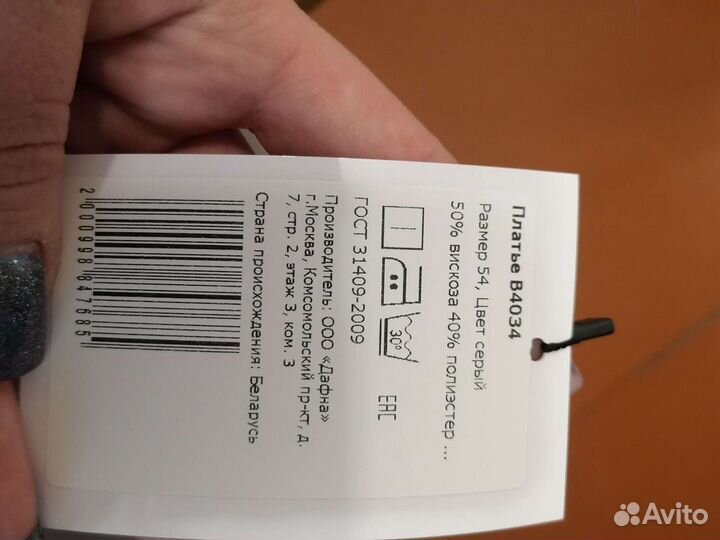 Платье В4034
Размер 54, Цвет серый
50% вискоза 40% полиэстер ...
30°
EAC
ГОСТ 31409-2009
Производитель: ООО «Дафна»
г.Москва, Комсомольский пр-кт, д.
7, стр. 2, этаж 3, ком. 3
Страна происхождения: Беларусь
2000998847685
Avito